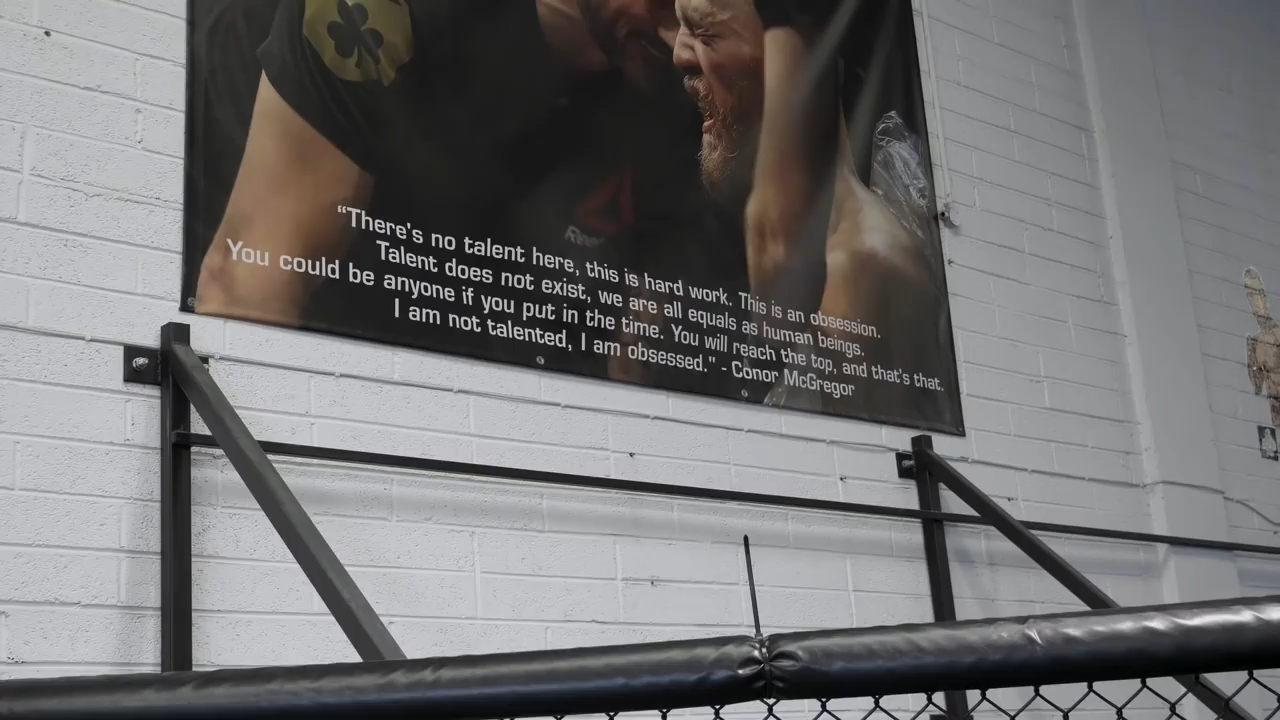 “There's no talent here, this is hard work. This is an obsession.
Talent does not exist, we are all equals as human beings.
You could be anyone if you put in the time. You will reach the top, and that's that.
I am not talented, I am obsessed." - Conor McGregor